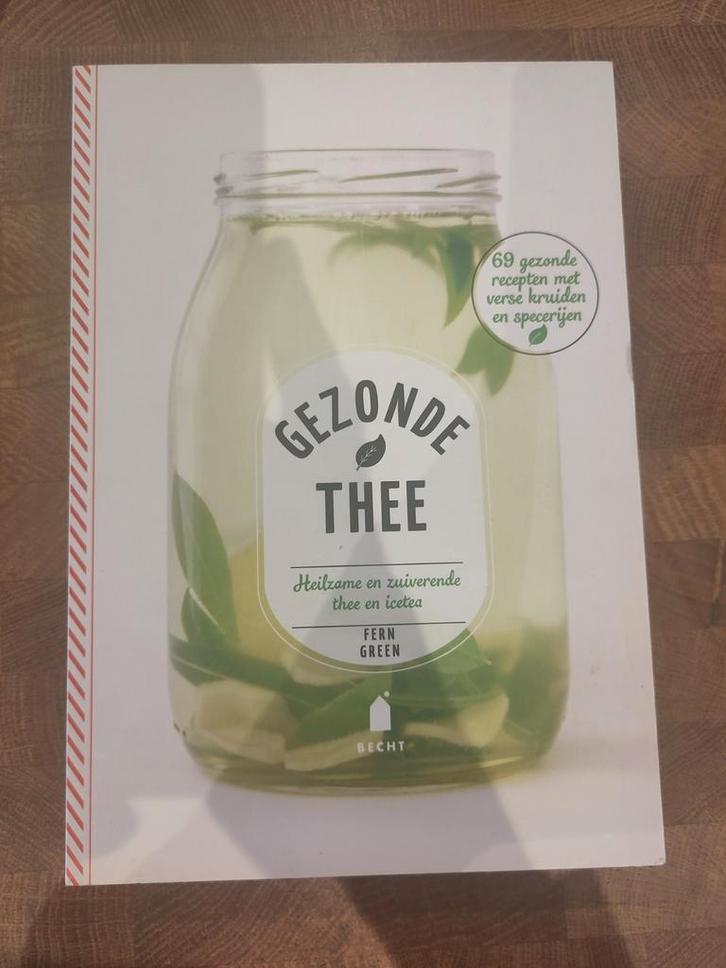 69 gezonde
recepten met
verse kruiden
en specerijen
GEZONDE
THEE
Heilzame en zuiverende
thee en icetea
FERN
GREEN
BECHT